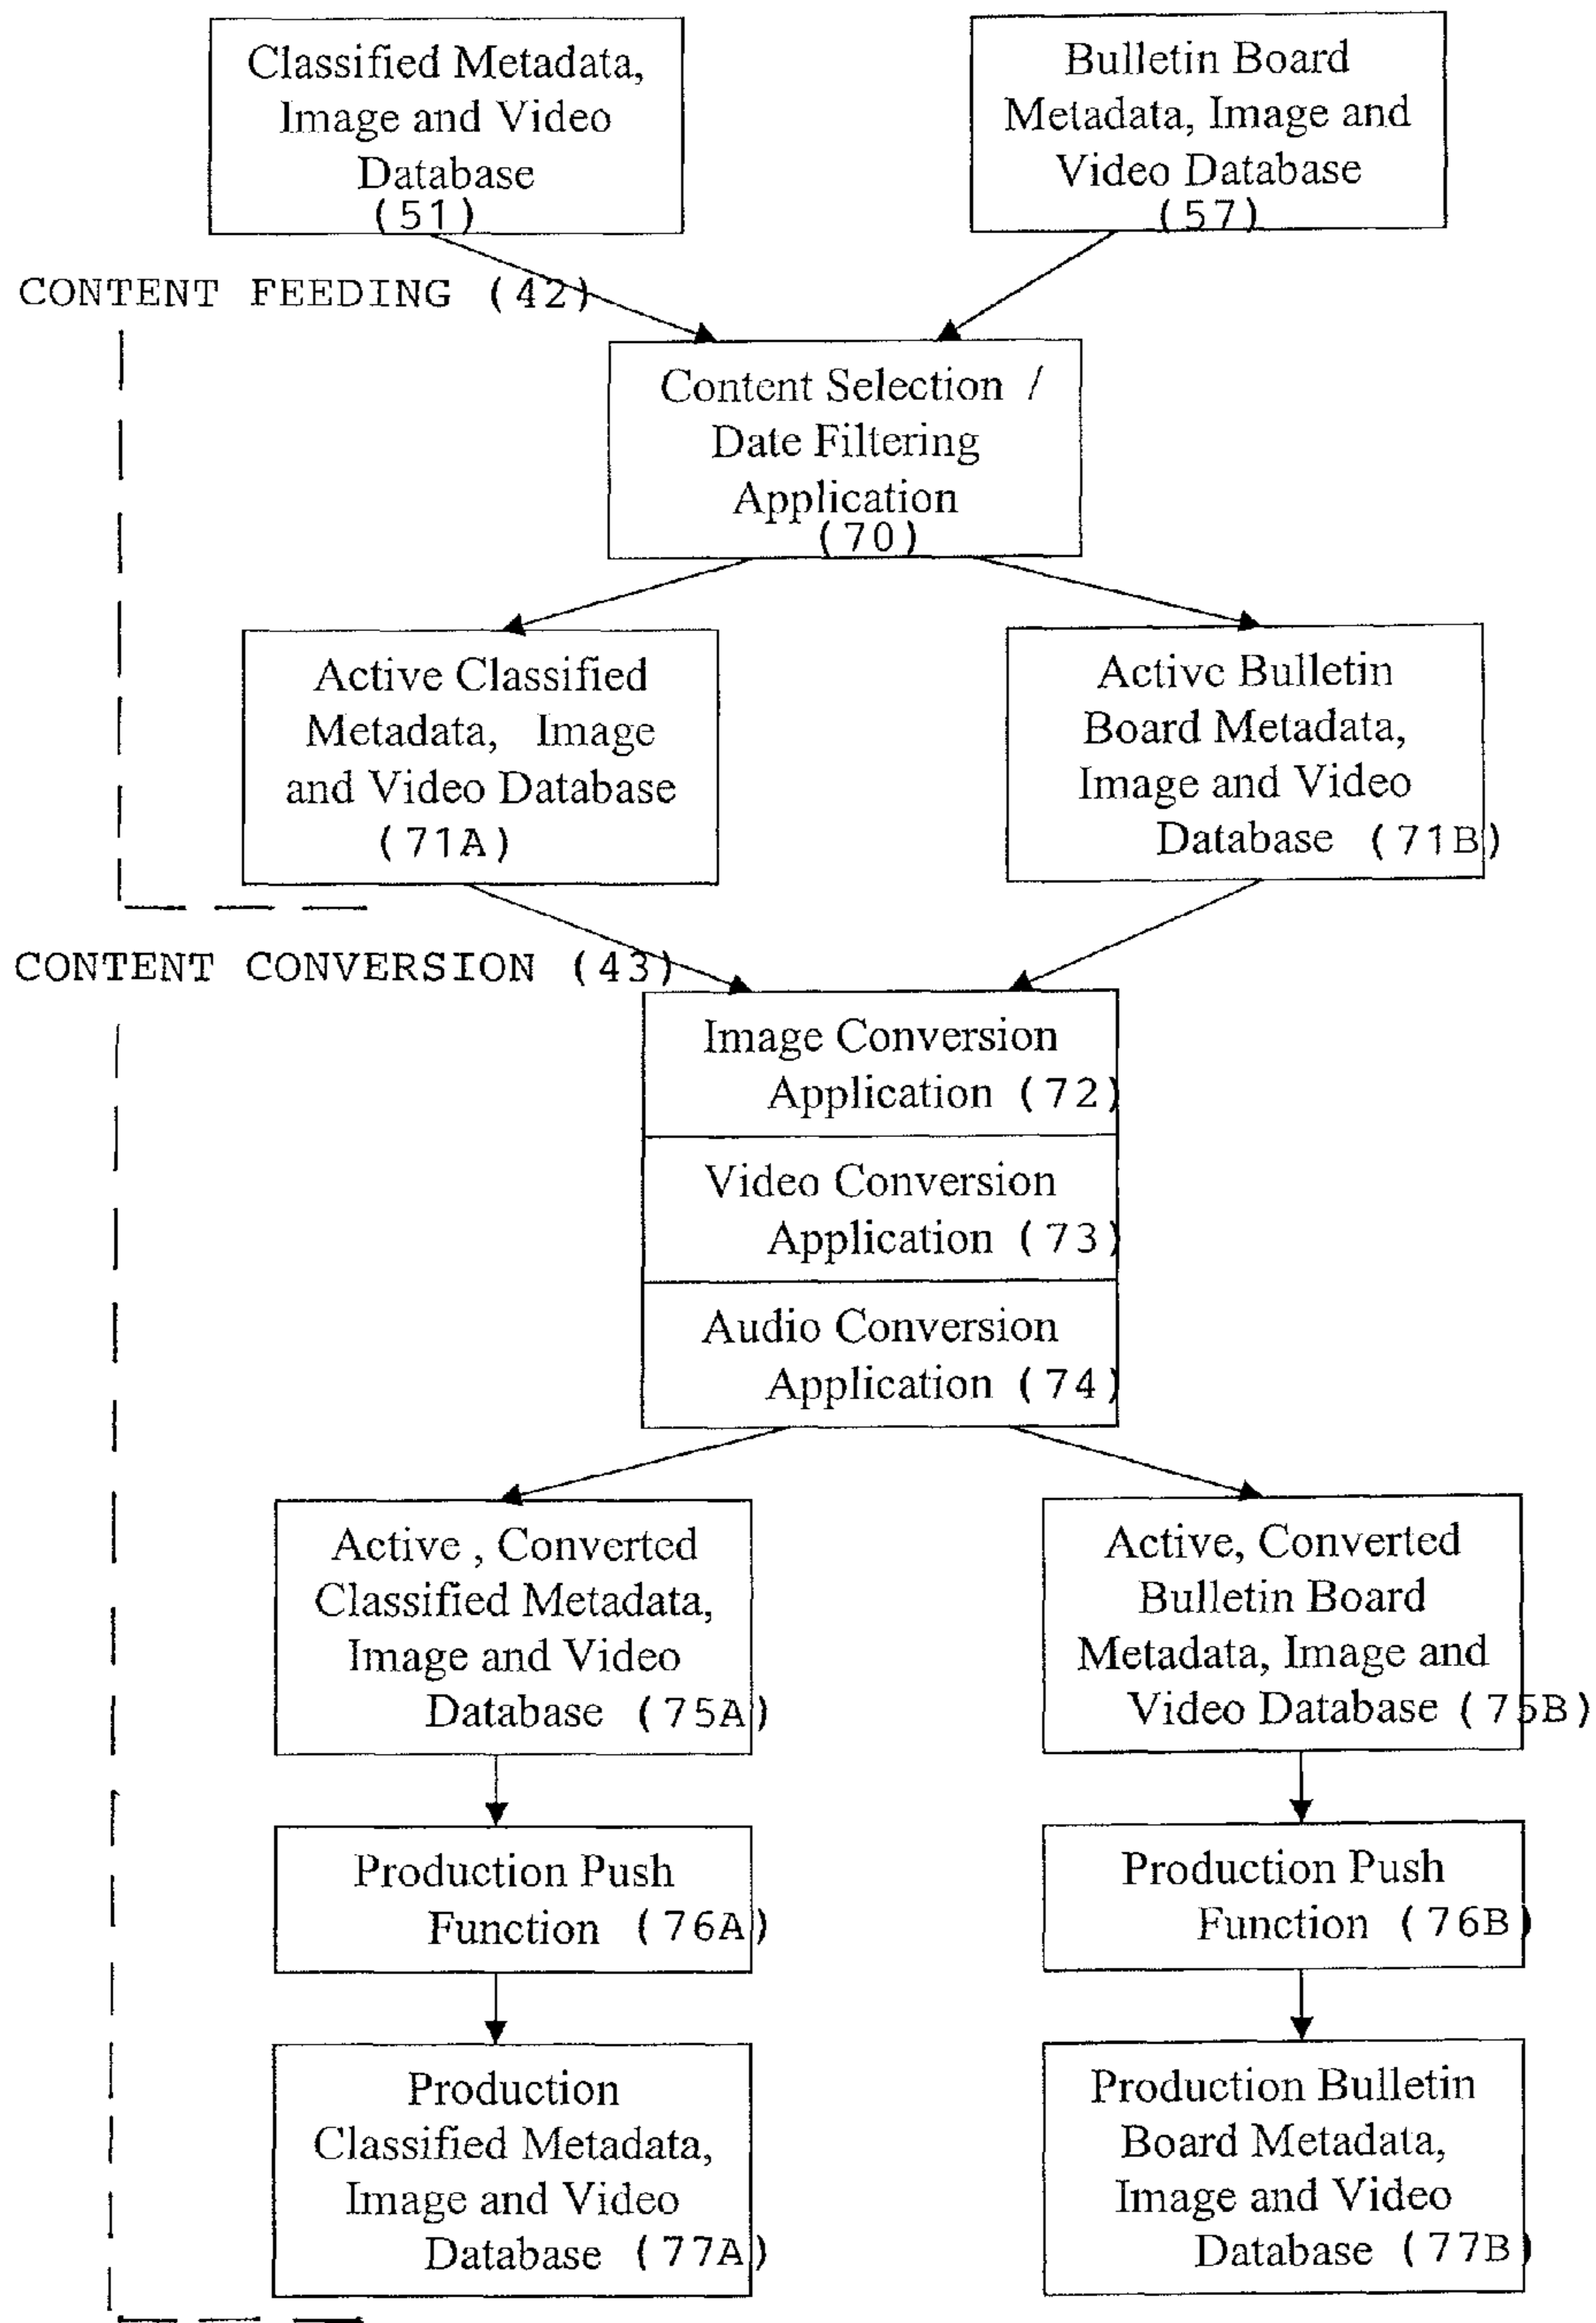 Classified Metadata,
Image and Video
Database
(51)
Bulletin Board
Metadata, Image and
Video Database
(57)
CONTENT FEEDING (42)
Content Selection /
Date Filtering
Application
(70)
Active Classified
Metadata, Image
and Video Database
(71A)
Active Bulletin
Board Metadata,
Image and Video
Database (71B)
CONTENT CONVERSION (43)
Image Conversion
Application (72)
Video Conversion
Application (73)
Audio Conversion
Application (74)
Active , Converted
Classified Metadata,
Image and Video
Database (75A)
Active, Converted
Bulletin Board
Metadata, Image and
Video Database (75B)
Production Push
Function (76A)
Production Push
Function (76B)
Production
Classified Metadata,
Image and Video
Database (77A)
Production Bulletin
Board Metadata,
Image and Video
Database (77B)